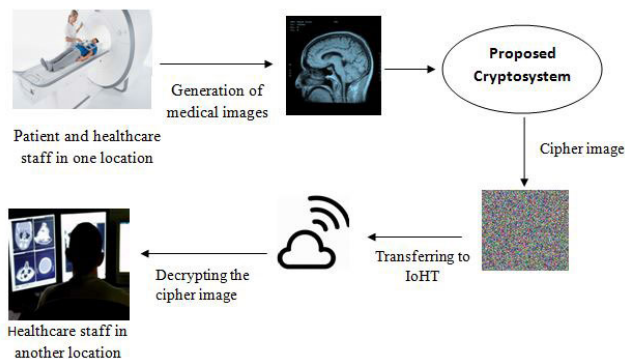 Patient and healthcare
staff in one location
Generation of
medical images
Proposed
Cryptosystem
Cipher image
Transferring to
IoHT
Decrypting the
cipher image
Healthcare staff in
another location